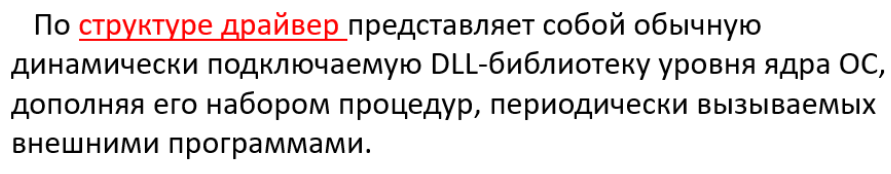 По структуре драйвер представляет собой обычную
динамически подключаемую DLL-библиотеку уровня ядра ОС,
дополняя его набором процедур, периодически вызываемых
внешними программами.